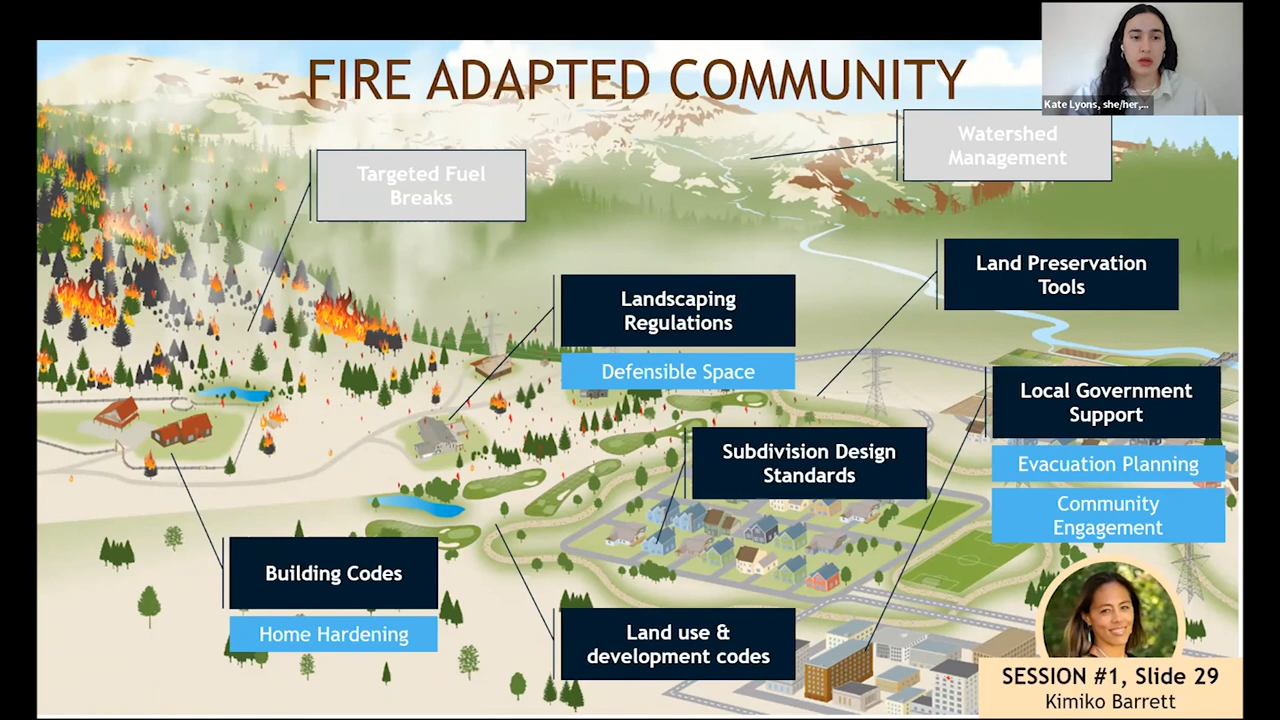 FIRE ADAPTED COMMUNITY
Kate Lyons, she/her,...
Watershed
Management
Targeted Fuel
Breaks
Land Preservation
Tools
Landscaping
Regulations
Defensible Space
Local Government
Support
Evacuation Planning
Community
Engagement
Subdivision Design
Standards
Building Codes
Home Hardening
Land use &
development codes
SESSION #1, Slide 29
Kimiko Barrett